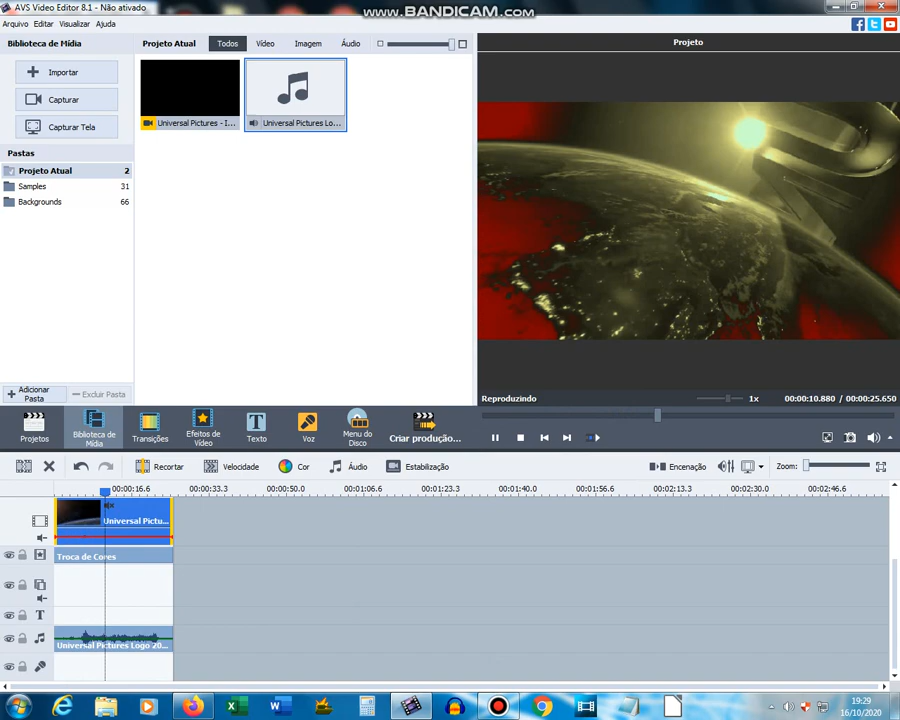 AVS Video Editor 8.1 - Não ativado
www.BANDICAM.com
Arquivo Editar Visualizar Ajuda
Biblioteca de Mídia
Projeto Atual Todos Vídeo Imagem Áudio
Projeto
Importar
Capturar
Capturar Tela
Universal Pictures - I...
Universal Pictures Lo...
Pastas
Projeto Atual 2
Samples 31
Backgrounds 66
Adicionar Pasta
Excluir Pasta
Reproduzindo 1x 00:00:10.880 / 00:00:25.650
Projetos
Biblioteca de Mídia
Transições
Efeitos de Vídeo
Texto
Voz
Menu do Disco
Criar produção...
Recortar Velocidade Cor Áudio Estabilização Encenação Zoom:
00:00:16.6 00:00:33.3 00:00:50.0 00:01:06.6 00:01:23.3 00:01:40.0 00:01:56.6 00:02:13.3 00:02:30.0 00:02:46.6
Universal Pictu...
Troca de Cores
T
Universal Pictures Logo 20...
19:29
16/10/2020